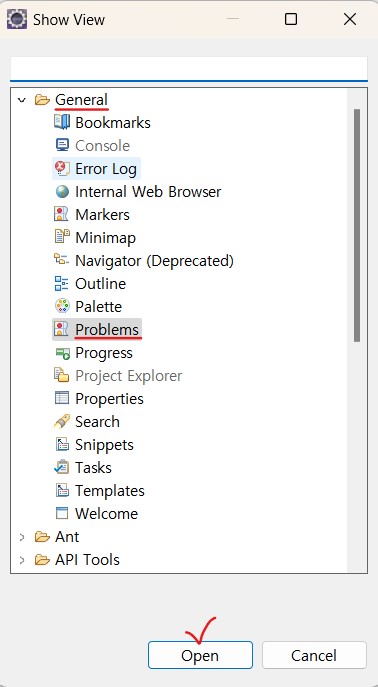 Show View
General
Bookmarks
Console
Error Log
Internal Web Browser
Markers
Minimap
Navigator (Deprecated)
Outline
Palette
Problems
Progress
Project Explorer
Properties
Search
Snippets
Tasks
Templates
Welcome
Ant
API Tools
Open Cancel